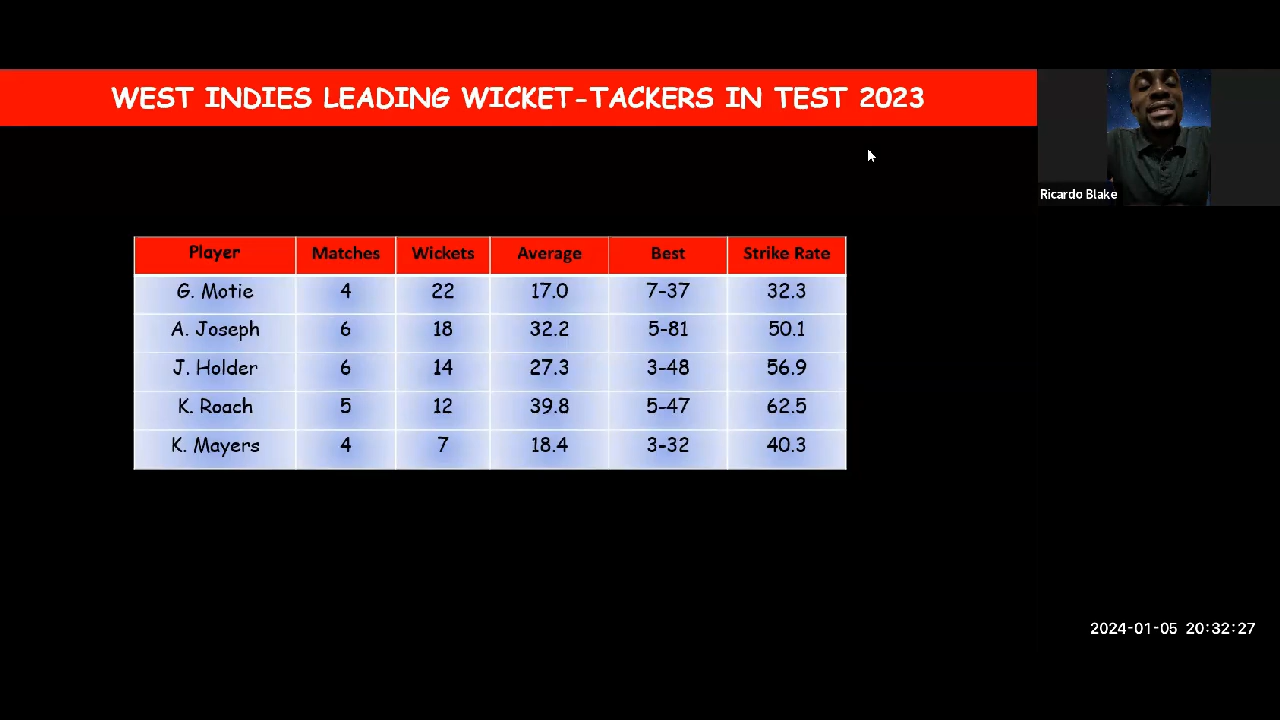 WEST INDIES LEADING WICKET-TACKERS IN TEST 2023
Ricardo Blake
Player Matches Wickets Average Best Strike Rate
G. Motie 4 22 17.0 7-37 32.3
A. Joseph 6 18 32.2 5-81 50.1
J. Holder 6 14 27.3 3-48 56.9
K. Roach 5 12 39.8 5-47 62.5
K. Mayers 4 7 18.4 3-32 40.3
2024-01-05 20:32:27